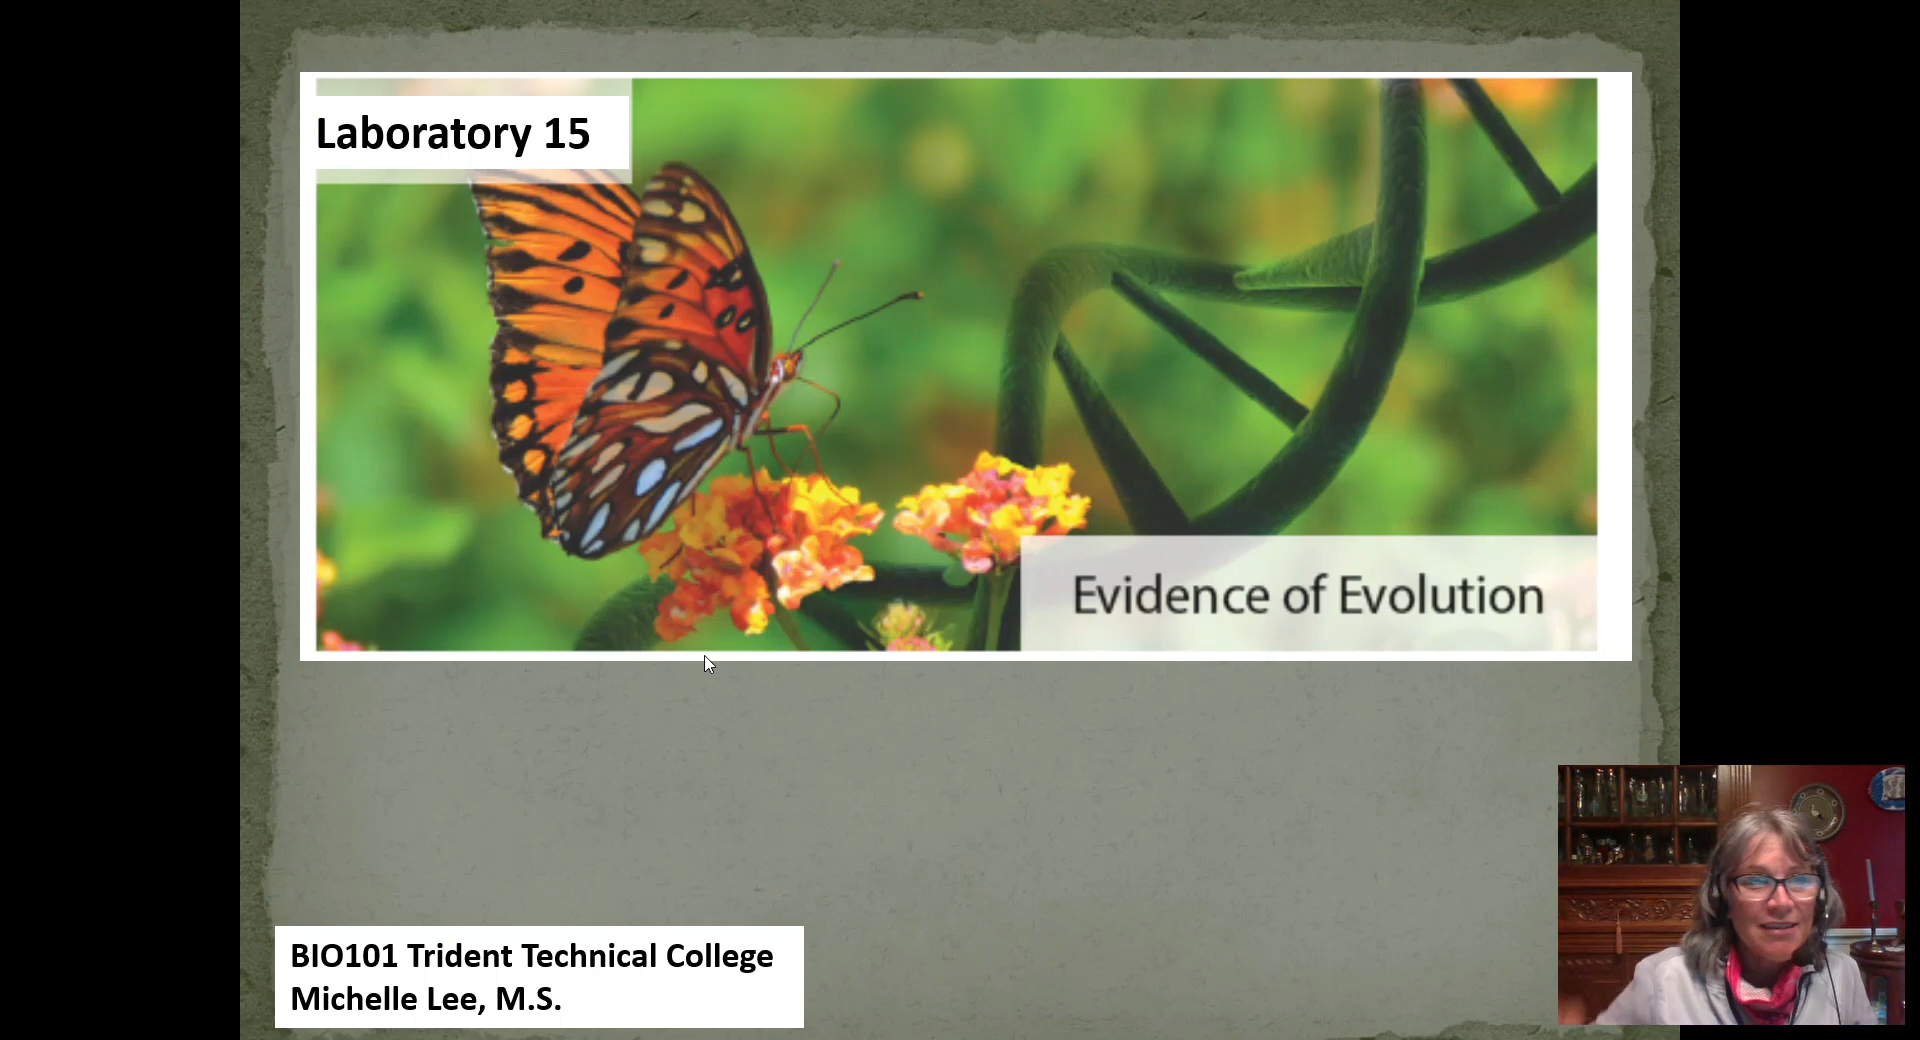 Laboratory 15
Evidence of Evolution
BIO101 Trident Technical College
Michelle Lee, M.S.